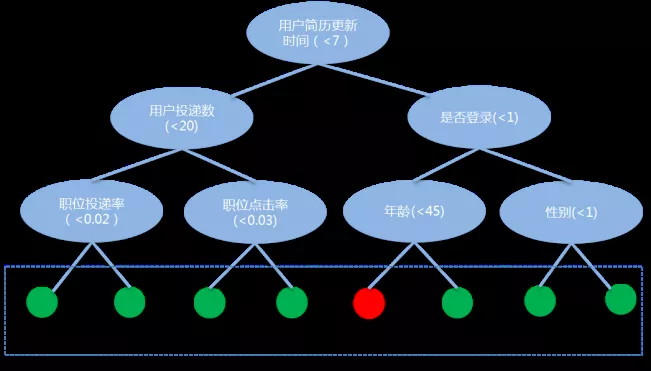 用户简历更新
时间（<7）
用户投递数
(<20)
是否登录(<1)
职位投递率
（<0.02）
职位点击率
(<0.03)
年龄(<45)
性别(<1)